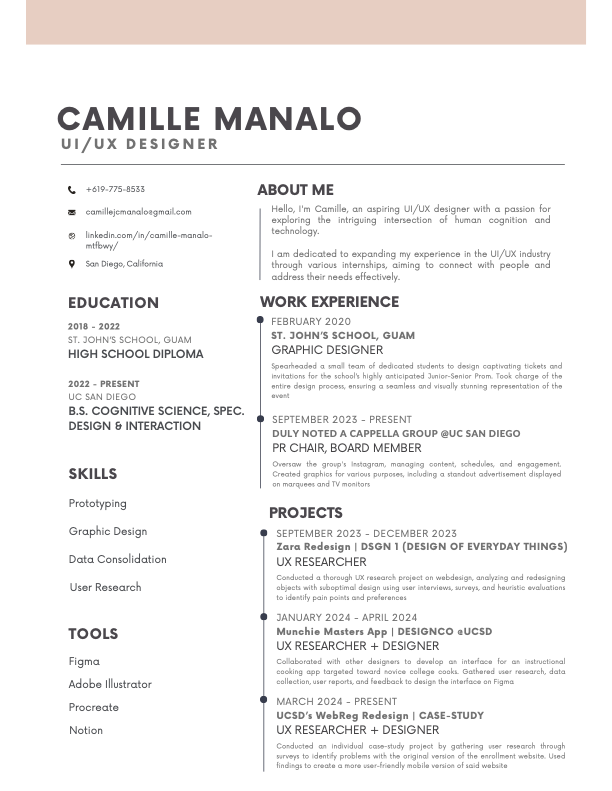 CAMILLE MANALO
UI/UX DESIGNER
+619-775-8533
camillejcmanalo@gmail.com
linkedin.com/in/camille-manalo-
mtfbwy/
San Diego, California
EDUCATION
2018 - 2022
ST. JOHN'S SCHOOL, GUAM
HIGH SCHOOL DIPLOMA
2022 - PRESENT
UC SAN DIEGO
B.S. COGNITIVE SCIENCE, SPEC.
DESIGN & INTERACTION
SKILLS
Prototyping
Graphic Design
Data Consolidation
User Research
TOOLS
Figma
Adobe Illustrator
Procreate
Notion
ABOUT ME
Hello, I'm Camille, an aspiring UI/UX designer with a passion for
exploring the intriguing intersection of human cognition and
technology.
I am dedicated to expanding my experience in the UI/UX industry
through various internships, aiming to connect with people and
address their needs effectively.
WORK EXPERIENCE
FEBRUARY 2020
ST. JOHN'S SCHOOL, GUAM
GRAPHIC DESIGNER
Spearheaded a small team of dedicated students to design captivating tickets and
invitations for the school's highly anticipated Junior-Senior Prom. Took charge of the
entire design process, ensuring a seamless and visually stunning representation of the
event
SEPTEMBER 2023 - PRESENT
DULY NOTED A CAPPELLA GROUP @UC SAN DIEGO
PR CHAIR, BOARD MEMBER
Oversaw the group's Instagram, managing content, schedules, and engagement.
Created graphics for various purposes, including a standout advertisement displayed
on marquees and TV monitors
PROJECTS
SEPTEMBER 2023 - DECEMBER 2023
Zara Redesign | DSGN 1 (DESIGN OF EVERYDAY THINGS)
UX RESEARCHER
Conducted a thorough UX research project on webdesign, analyzing and redesigning
objects with suboptimal design using user interviews, surveys, and heuristic evaluations
to identify pain points and preferences
JANUARY 2024 - APRIL 2024
Munchie Masters App | DESIGNCO @UCSD
UX RESEARCHER + DESIGNER
Collaborated with other designers to develop an interface for an instructional
cooking app targeted toward novice college cooks. Gathered user research, data
collection, user reports, and feedback to design the interface on Figma
MARCH 2024 - PRESENT
UCSD's WebReg Redesign | CASE-STUDY
UX RESEARCHER + DESIGNER
Conducted an individual case-study project by gathering user research through
surveys to identify problems with the original version of the enrollment website. Used
findings to create a more user-friendly mobile version of said website